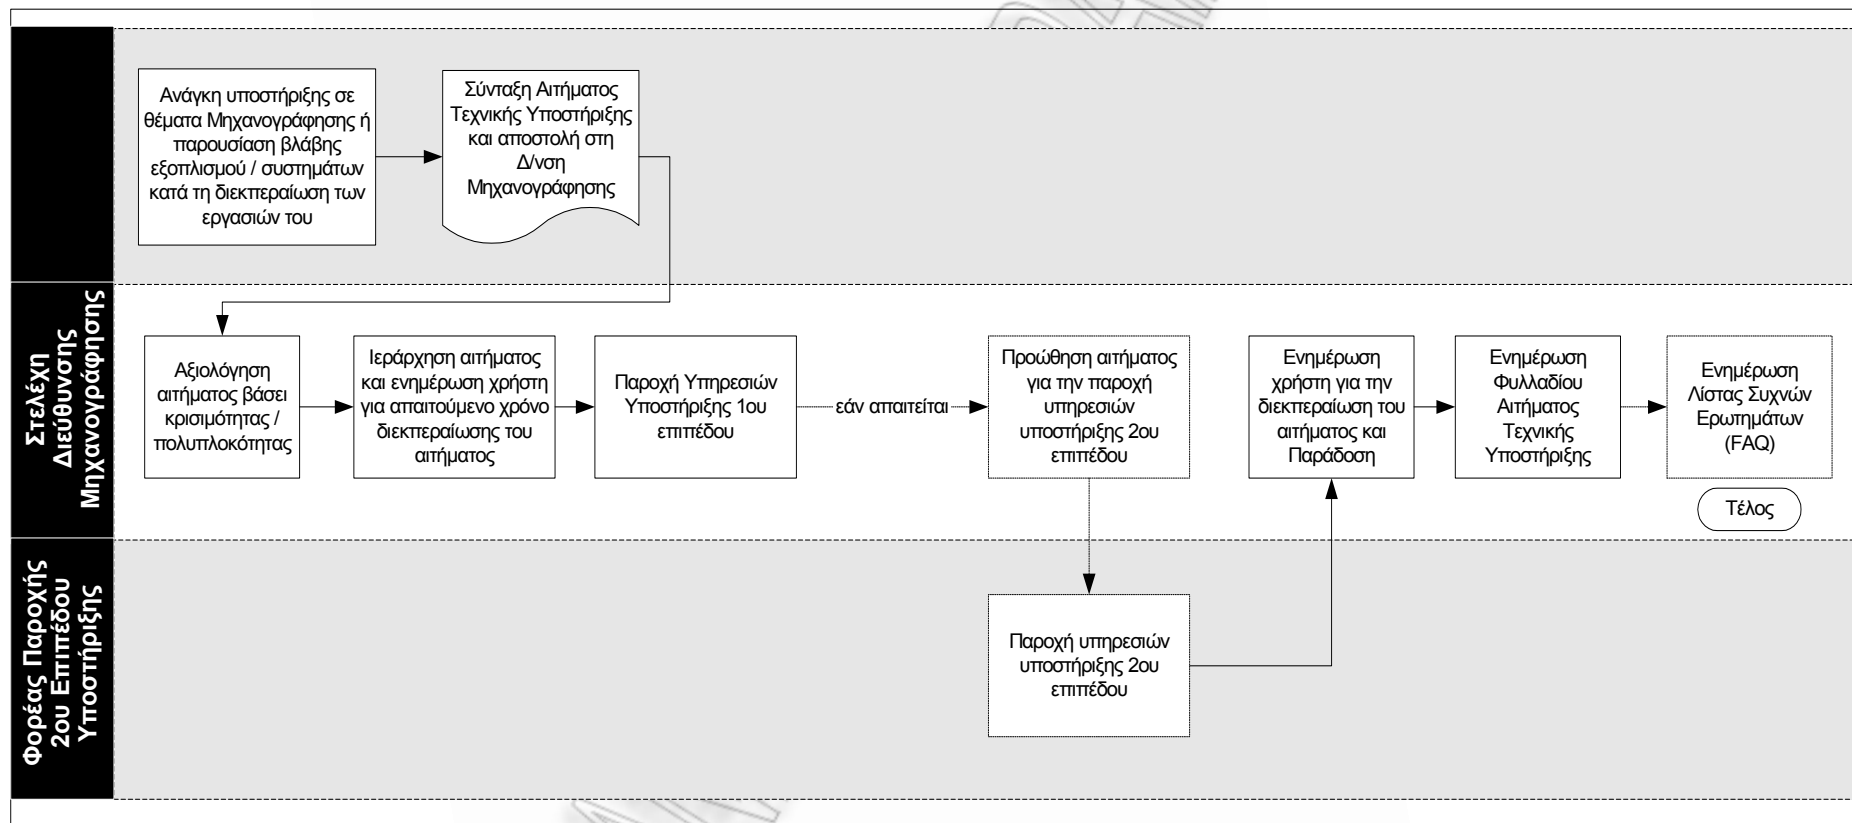 Ανάγκη υποστήριξης σε
θέματα Μηχανογράφησης ή
παρουσίαση βλάβης
εξοπλισμού / συστημάτων
κατά τη διεκπεραίωση των
εργασιών του
Σύνταξη Αιτήματος
Τεχνικής Υποστήριξης
και αποστολή στη
Δ/νση
Μηχανογράφησης
Στελέχη
Διεύθυνσης
Μηχανογράφησης
Αξιολόγηση
αιτήματος βάσει
κρισιμότητας /
πολυπλοκότητας
Ιεράρχηση αιτήματος
και ενημέρωση χρήστη
για απαιτούμενο χρόνο
διεκπεραίωσης του
αιτήματος
Παροχή Υπηρεσιών
Υποστήριξης 1ου
επιπέδου
εάν απαιτείται
Προώθηση αιτήματος
για την παροχή
υπηρεσιών
υποστήριξης 2ου
επιπέδου
Ενημέρωση
χρήστη για την
διεκπεραίωση του
αιτήματος και
Παράδοση
Ενημέρωση
Φυλλαδίου
Αιτήματος
Τεχνικής
Υποστήριξης
Ενημέρωση
Λίστας Συχνών
Ερωτημάτων
(FAQ)
Τέλος
Φορέας Παροχής
2ου Επιπέδου
Υποστήριξης
Παροχή υπηρεσιών
υποστήριξης 2ου
επιπέδου